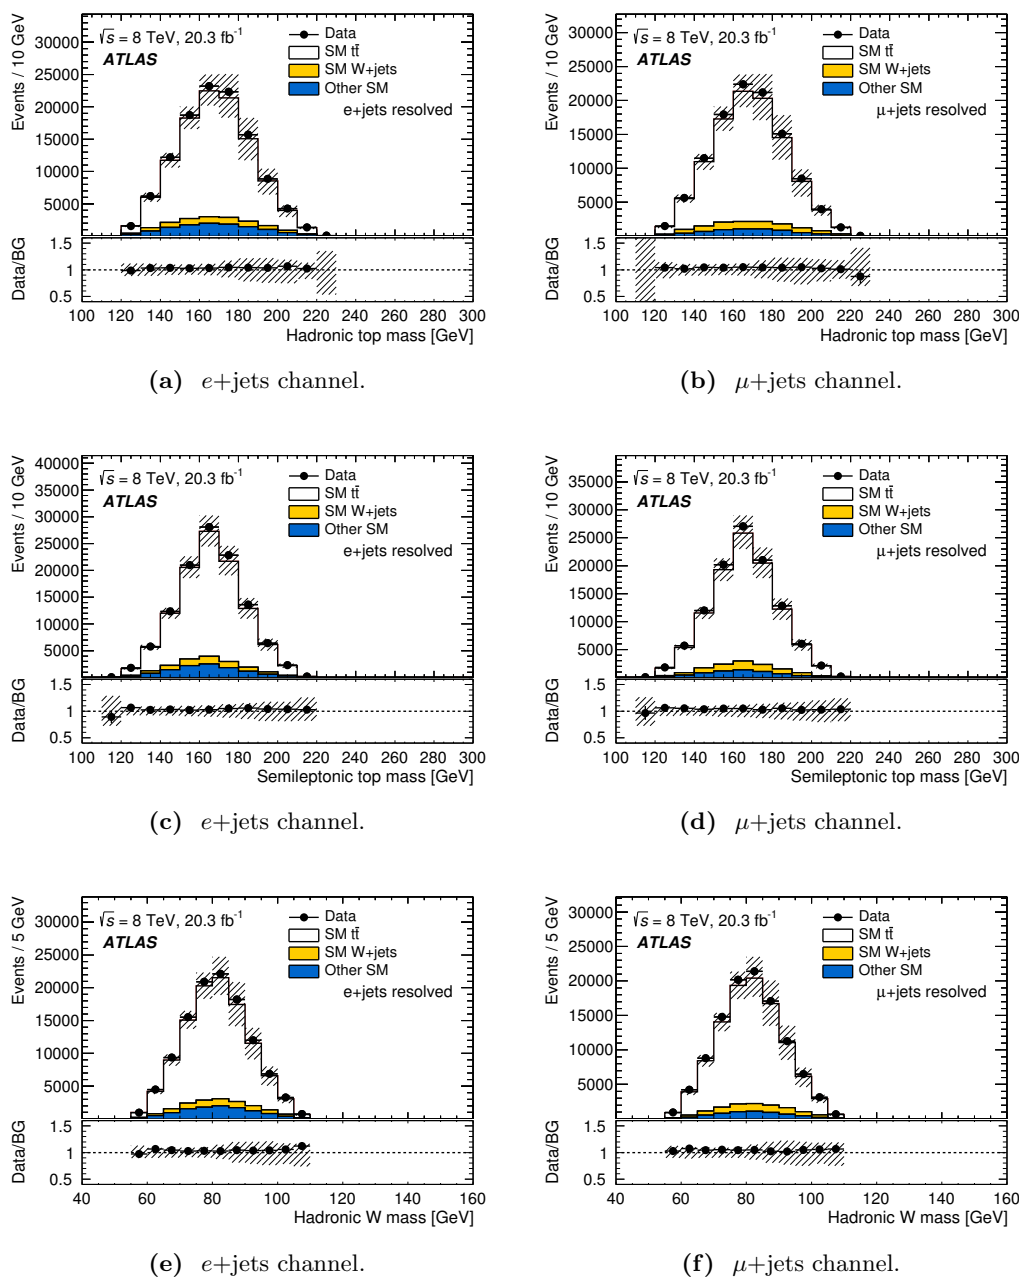 Events / 10 GeV
30000
25000
20000
15000
10000
5000
√s = 8 TeV, 20.3 fb-1
ATLAS
Data
SM tt̄
SM W+jets
Other SM
e+jets resolved
Data/BG
1.5
1
0.5
100 120 140 160 180 200 220 240 260 280 300
Hadronic top mass [GeV]
(a) e+jets channel.
Events / 10 GeV
30000
25000
20000
15000
10000
5000
√s = 8 TeV, 20.3 fb-1
ATLAS
Data
SM tt̄
SM W+jets
Other SM
μ+jets resolved
Data/BG
1.5
1
0.5
100 120 140 160 180 200 220 240 260 280 300
Hadronic top mass [GeV]
(b) μ+jets channel.
Events / 10 GeV
40000
35000
30000
25000
20000
15000
10000
5000
√s = 8 TeV, 20.3 fb-1
ATLAS
Data
SM tt̄
SM W+jets
Other SM
e+jets resolved
Data/BG
1.5
1
0.5
100 120 140 160 180 200 220 240 260 280 300
Semileptonic top mass [GeV]
(c) e+jets channel.
Events / 10 GeV
35000
30000
25000
20000
15000
10000
5000
√s = 8 TeV, 20.3 fb-1
ATLAS
Data
SM tt̄
SM W+jets
Other SM
μ+jets resolved
Data/BG
1.5
1
0.5
100 120 140 160 180 200 220 240 260 280 300
Semileptonic top mass [GeV]
(d) μ+jets channel.
Events / 5 GeV
30000
25000
20000
15000
10000
5000
√s = 8 TeV, 20.3 fb-1
ATLAS
Data
SM tt̄
SM W+jets
Other SM
e+jets resolved
Data/BG
1.5
1
0.5
40 60 80 100 120 140 160
Hadronic W mass [GeV]
(e) e+jets channel.
Events / 5 GeV
30000
25000
20000
15000
10000
5000
√s = 8 TeV, 20.3 fb-1
ATLAS
Data
SM tt̄
SM W+jets
Other SM
μ+jets resolved
Data/BG
1.5
1
0.5
40 60 80 100 120 140 160
Hadronic W mass [GeV]
(f) μ+jets channel.